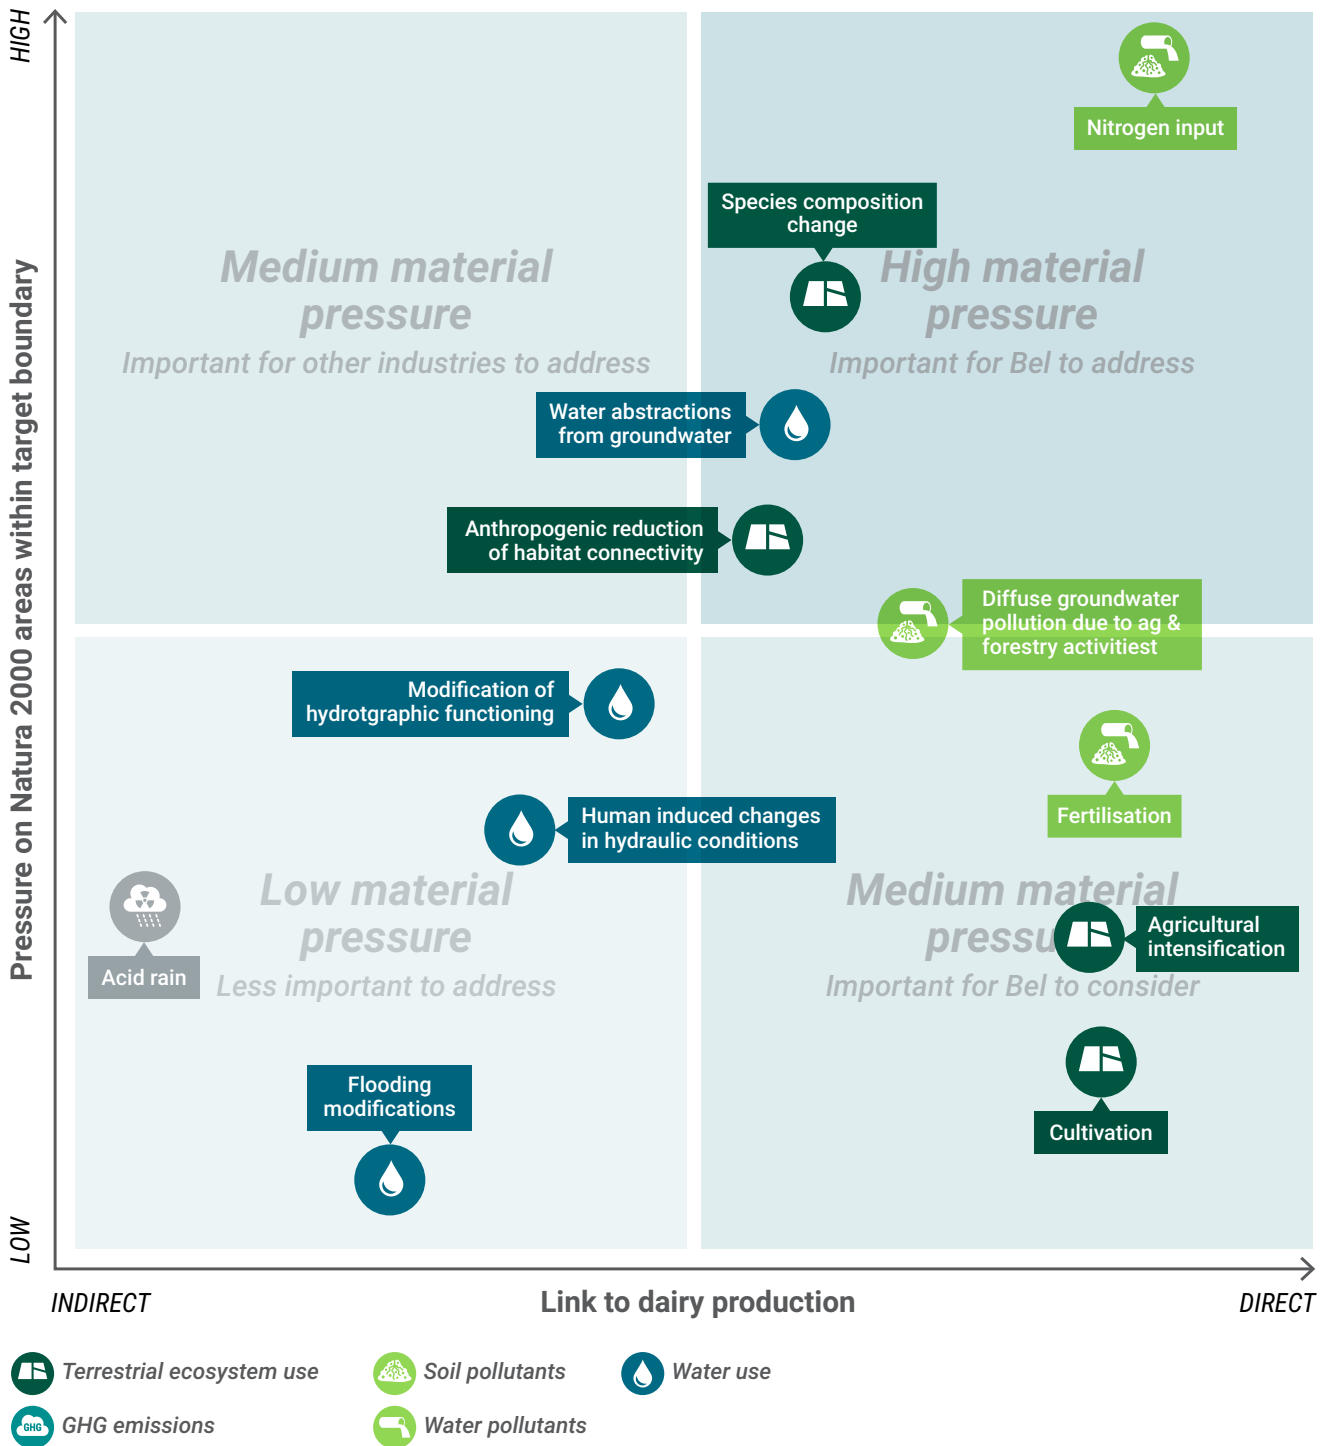 HIGH
Nitrogen input
Species composition
change
Medium material
pressure
Important for other industries to address
High material
pressure
Important for Bel to address
Water abstractions
from groundwater
Anthropogenic reduction
of habitat connectivity
Diffuse groundwater
pollution due to ag &
forestry activitiest
Pressure on Natura 2000 areas within target boundary
Modification of
hydrotgraphic functioning
Fertilisation
Human induced changes
in hydraulic conditions
Low material
pressure
Less important to address
Acid rain
Medium material
pressu
Important for Bel to consider
Agricultural
intensification
Flooding
modifications
Cultivation
LOW
INDIRECT
Link to dairy production
DIRECT
Terrestrial ecosystem use
Soil pollutants
Water use
GHG
GHG emissions
Water pollutants